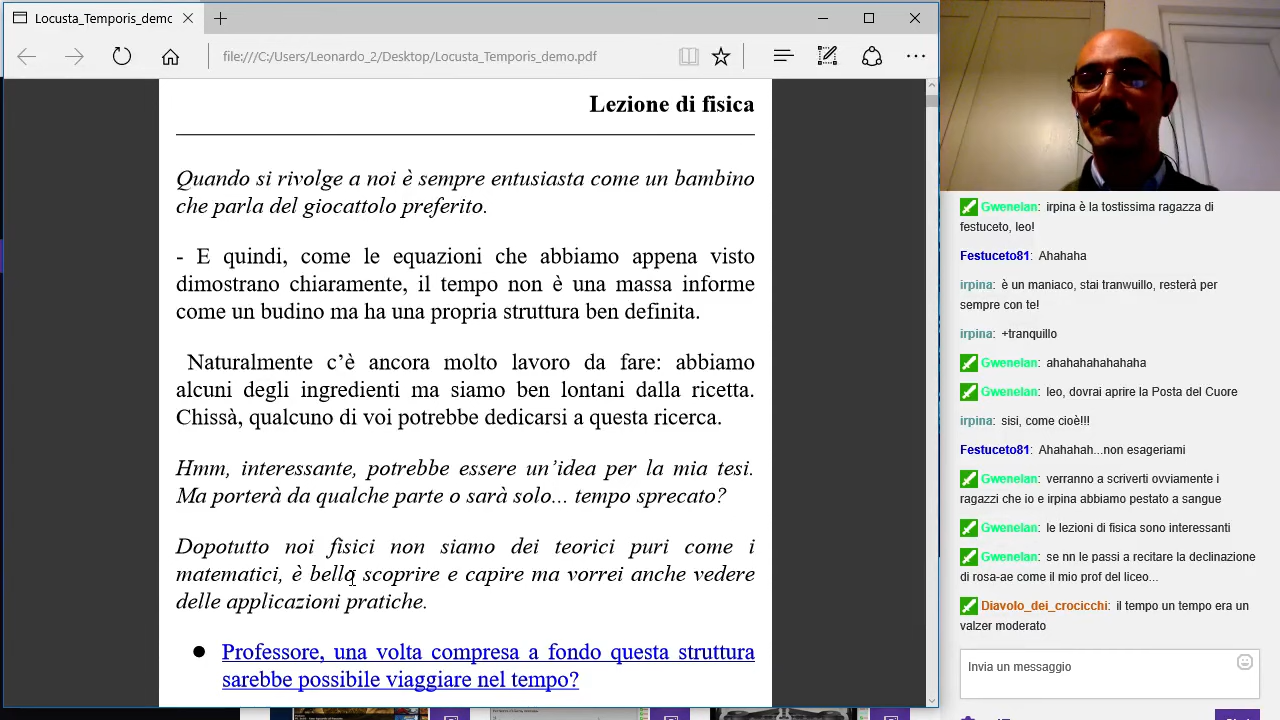 Locusta_Temporis_demo
file:///C:/Users/Leonardo_2/Desktop/Locusta_Temporis_demo.pdf
Lezione di fisica
Quando si rivolge a noi è sempre entusiasta come un bambino
che parla del giocattolo preferito.
- E quindi, come le equazioni che abbiamo appena visto
dimostrano chiaramente, il tempo non è una massa informe
come un budino ma ha una propria struttura ben definita.
Naturalmente c’è ancora molto lavoro da fare: abbiamo
alcuni degli ingredienti ma siamo ben lontani dalla ricetta.
Chissà, qualcuno di voi potrebbe dedicarsi a questa ricerca.
Hmm, interessante, potrebbe essere un’idea per la mia tesi.
Ma porterà da qualche parte o sarà solo... tempo sprecato?
Dopotutto noi fisici non siamo dei teorici puri come i
matematici, è bello scoprire e capire ma vorrei anche vedere
delle applicazioni pratiche.
● Professore, una volta compresa a fondo questa struttura
sarebbe possibile viaggiare nel tempo?
Gwenelan: irpina è la tostissima ragazza di
festuceto, leo!
Festuceto81: Ahahaha
irpina: è un maniaco, stai tranwuillo, resterà per
sempre con te!
irpina: +tranquillo
Gwenelan: ahahahahahahaha
Gwenelan: leo, dovrai aprire la Posta del Cuore
irpina: sisi, come cioè!!!
Festuceto81: Ahahahah...non esageriami
Gwenelan: verranno a scriverti ovviamente i
ragazzi che io e irpina abbiamo pestato a sangue
Gwenelan: le lezioni di fisica sono interessanti
Gwenelan: se nn le passi a recitare la declinazione
di rosa-ae come il mio prof del liceo...
Diavolo_dei_crocicchi: il tempo un tempo era un
valzer moderato
Invia un messaggio